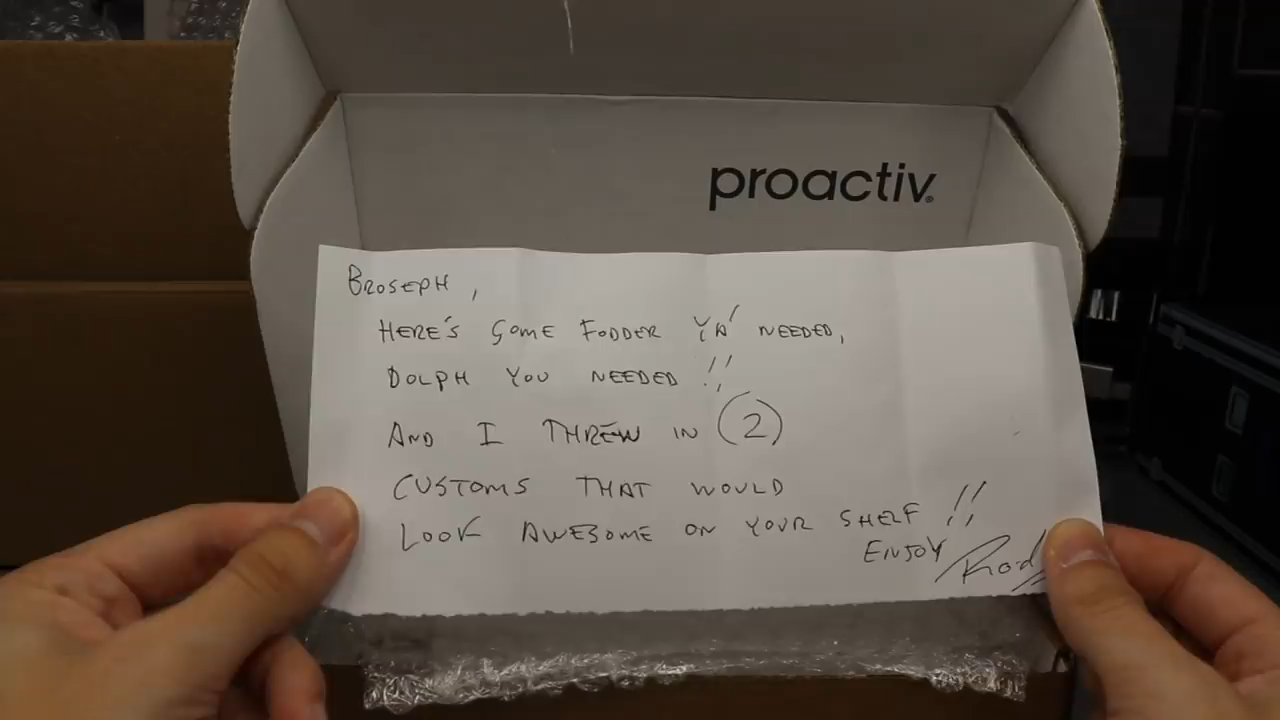 proactiv®
BROSEPH,
HERE'S SOME FODDER YA' NEEDED,
DOLPH YOU NEEDED !!
AND I THREW IN (2)
CUSTOMS THAT WOULD
LOOK AWESOME ON YOUR SHELF !!
ENJOY Rod